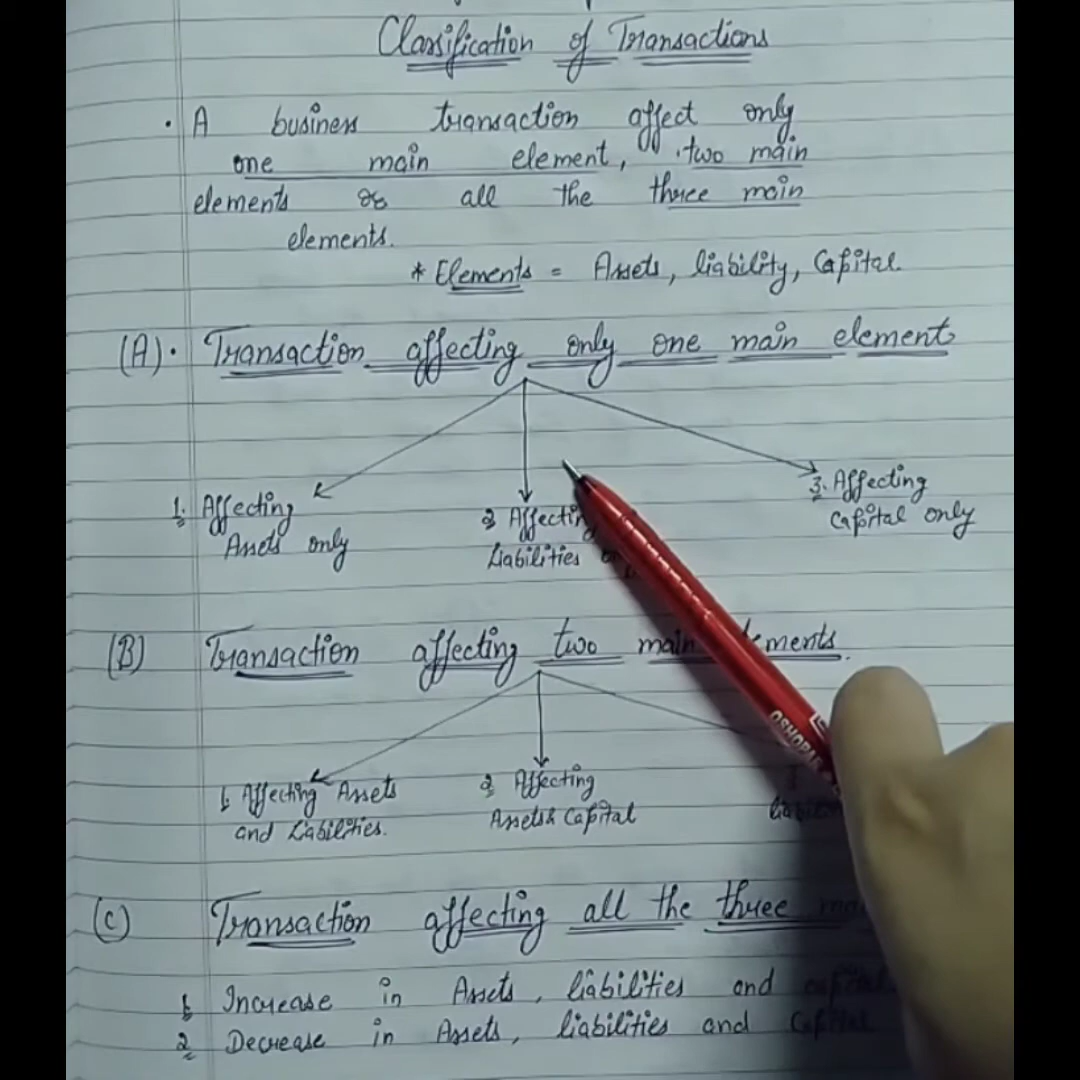 Classification of Transactions
• A business transaction affect only
one main element, two main
elements or all the three main
elements.
* Elements = Assets, liability, Capital
(A). Transaction affecting only one main element
1. Affecting
Assets only
2 Affecting
Liabilities
3. Affecting
Capital only
(B) Transaction affecting two main
1. Affecting Assets
and Liabilities.
2 Affecting
Assets & Capital
(C) Transaction affecting all the three
1. Increase in Assets, liabilities and capital
2 Decrease in Assets, liabilities and Capital